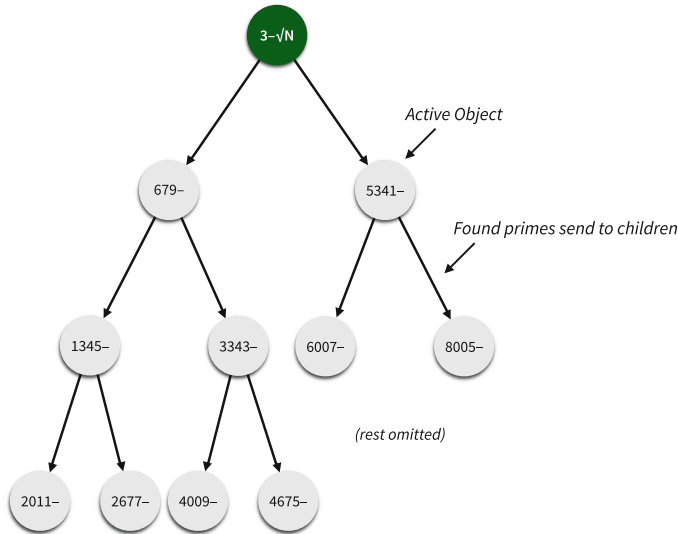 3–√N
Active Object
679–
5341–
Found primes send to children
1345–
3343–
6007–
8005–
(rest omitted)
2011–
2677–
4009–
4675–